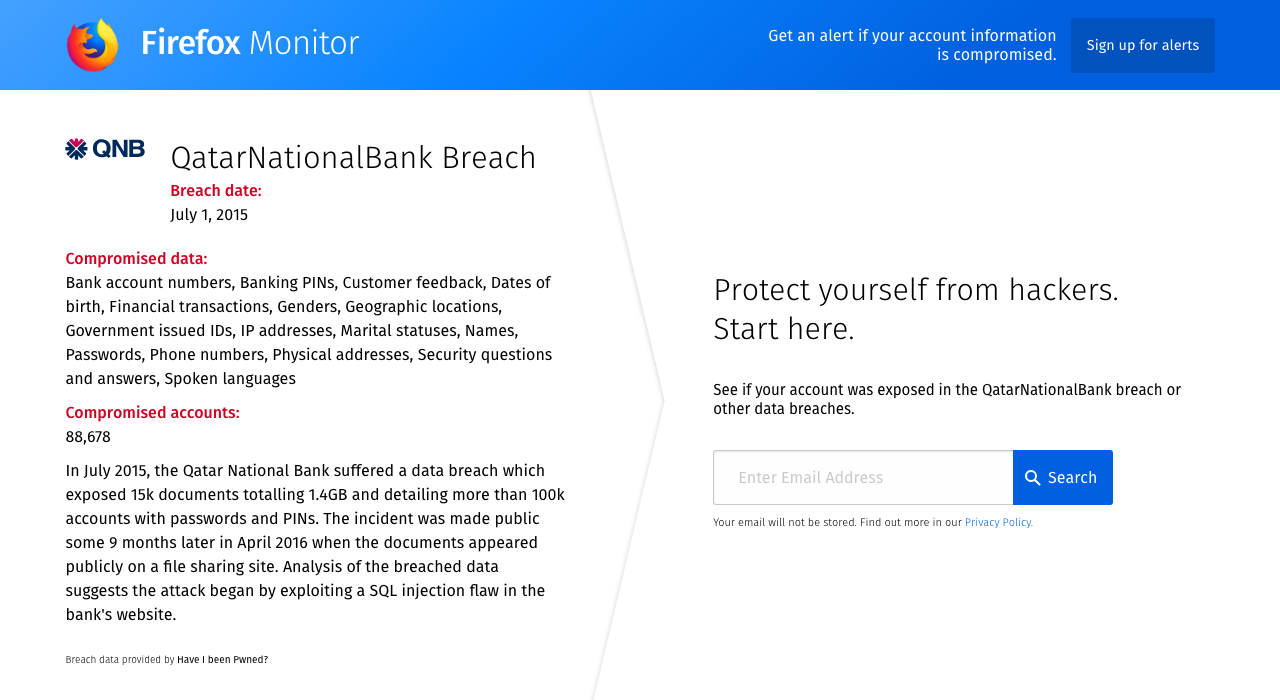 Firefox Monitor
Get an alert if your account information
is compromised.
Sign up for alerts
QNB
QatarNationalBank Breach
Breach date:
July 1, 2015
Compromised data:
Bank account numbers, Banking PINs, Customer feedback, Dates of
birth, Financial transactions, Genders, Geographic locations,
Government issued IDs, IP addresses, Marital statuses, Names,
Passwords, Phone numbers, Physical addresses, Security questions
and answers, Spoken languages
Compromised accounts:
88,678
In July 2015, the Qatar National Bank suffered a data breach which
exposed 15k documents totalling 1.4GB and detailing more than 100k
accounts with passwords and PINs. The incident was made public
some 9 months later in April 2016 when the documents appeared
publicly on a file sharing site. Analysis of the breached data
suggests the attack began by exploiting a SQL injection flaw in the
bank's website.
Breach data provided by Have I been Pwned?
Protect yourself from hackers.
Start here.
See if your account was exposed in the QatarNationalBank breach or
other data breaches.
Enter Email Address
Search
Your email will not be stored. Find out more in our Privacy Policy.